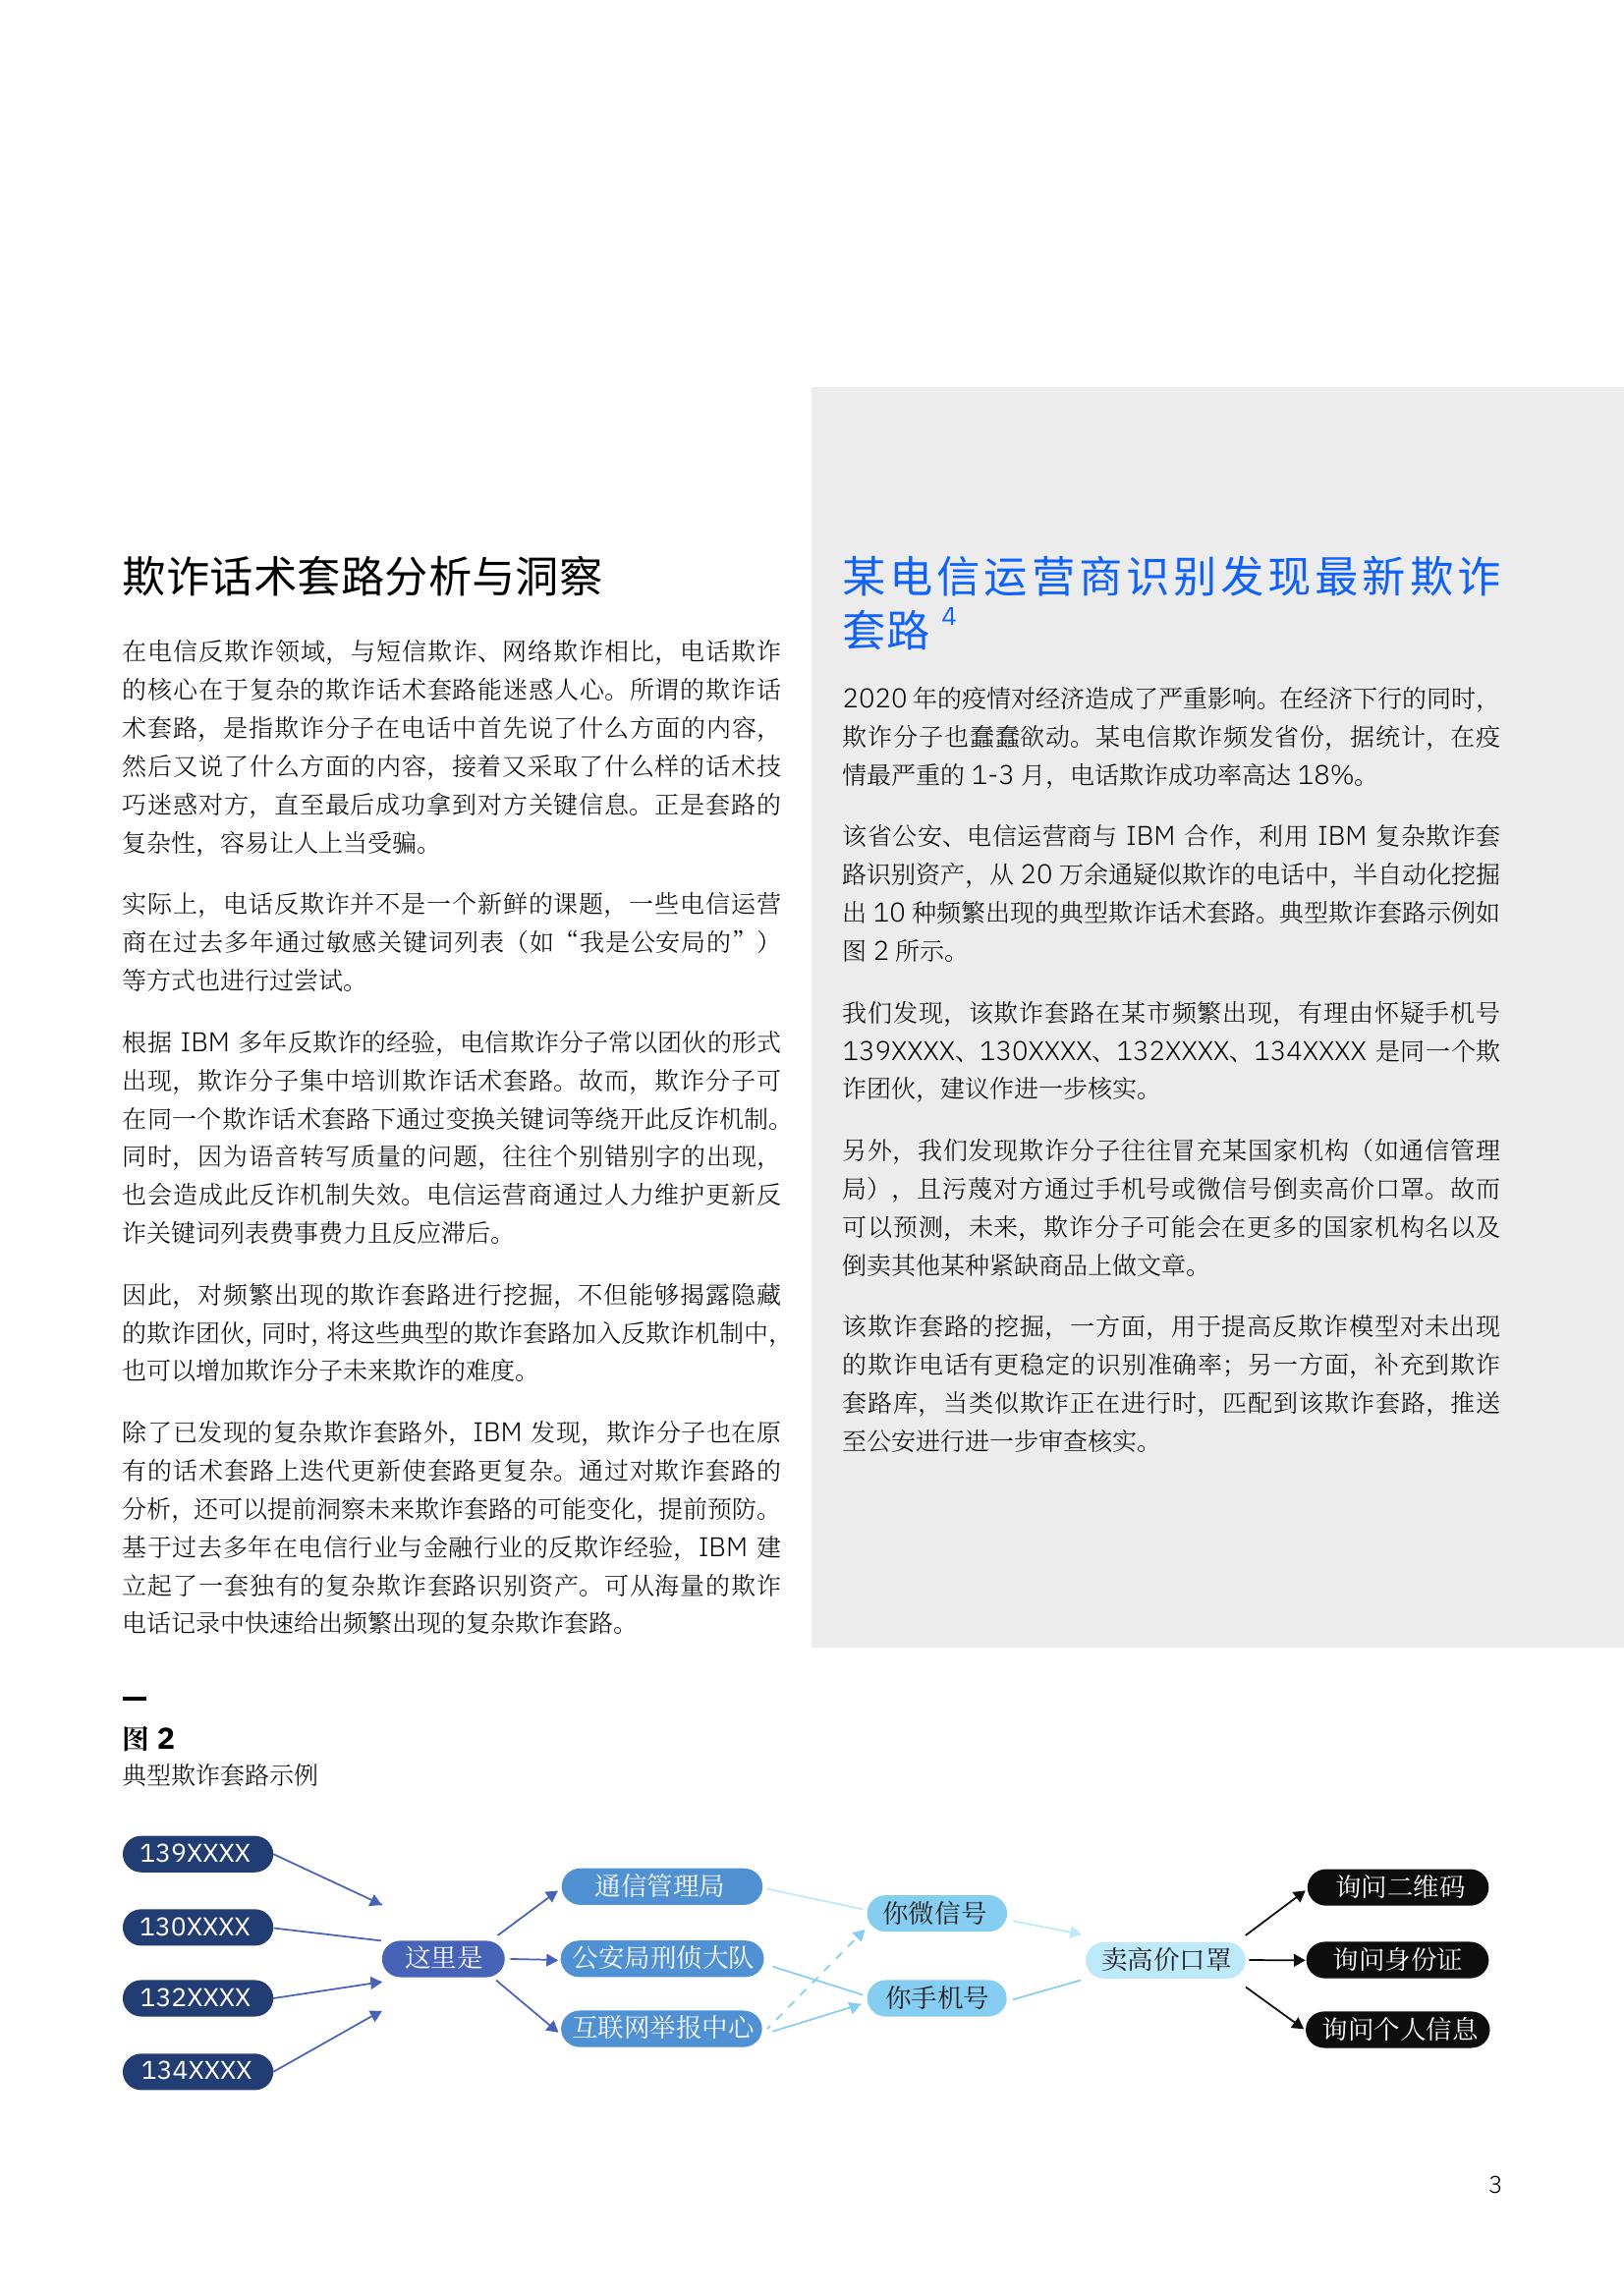 欺诈话术套路分析与洞察
在电信反欺诈领域，与短信欺诈、网络欺诈相比，电话欺诈
的核心在于复杂的欺诈话术套路能迷惑人心。所谓的欺诈话
术套路，是指欺诈分子在电话中首先说了什么方面的内容，
然后又说了什么方面的内容，接着又采取了什么样的话术技
巧迷惑对方，直至最后成功拿到对方关键信息。正是套路的
复杂性，容易让人上当受骗。
实际上，电话反欺诈并不是一个新鲜的课题，一些电信运营
商在过去多年通过敏感关键词列表（如“我是公安局的”）
等方式也进行过尝试。
根据 IBM 多年反欺诈的经验，电信欺诈分子常以团伙的形式
出现，欺诈分子集中培训欺诈话术套路。故而，欺诈分子可
在同一个欺诈话术套路下通过变换关键词等绕开此反诈机制。
同时，因为语音转写质量的问题，往往个别错别字的出现，
也会造成此反诈机制失效。电信运营商通过人力维护更新反
诈关键词列表费事费力且反应滞后。
因此，对频繁出现的欺诈套路进行挖掘，不但能够揭露隐藏
的欺诈团伙，同时，将这些典型的欺诈套路加入反欺诈机制中，
也可以增加欺诈分子未来欺诈的难度。
除了已发现的复杂欺诈套路外，IBM 发现，欺诈分子也在原
有的话术套路上迭代更新使套路更复杂。通过对欺诈套路的
分析，还可以提前洞察未来欺诈套路的可能变化，提前预防。
基于过去多年在电信行业与金融行业的反欺诈经验，IBM 建
立起了一套独有的复杂欺诈套路识别资产。可从海量的欺诈
电话记录中快速给出频繁出现的复杂欺诈套路。
某电信运营商识别发现最新欺诈
套路 4
2020 年的疫情对经济造成了严重影响。在经济下行的同时，
欺诈分子也蠢蠢欲动。某电信欺诈频发省份，据统计，在疫
情最严重的 1-3 月，电话欺诈成功率高达 18%。
该省公安、电信运营商与 IBM 合作，利用 IBM 复杂欺诈套
路识别资产，从 20 万余通疑似欺诈的电话中，半自动化挖掘
出 10 种频繁出现的典型欺诈话术套路。典型欺诈套路示例如
图 2 所示。
我们发现，该欺诈套路在某市频繁出现，有理由怀疑手机号
139XXXX、130XXXX、132XXXX、134XXXX 是同一个欺
诈团伙，建议作进一步核实。
另外，我们发现欺诈分子往往冒充某国家机构（如通信管理
局），且污蔑对方通过手机号或微信号倒卖高价口罩。故而
可以预测，未来，欺诈分子可能会在更多的国家机构名以及
倒卖其他某种紧缺商品上做文章。
该欺诈套路的挖掘，一方面，用于提高反欺诈模型对未出现
的欺诈电话有更稳定的识别准确率；另一方面，补充到欺诈
套路库，当类似欺诈正在进行时，匹配到该欺诈套路，推送
至公安进行进一步审查核实。
图 2
典型欺诈套路示例
139XXXX
130XXXX
132XXXX
134XXXX
这里是
通信管理局
公安局刑侦大队
互联网举报中心
你微信号
你手机号
卖高价口罩
询问二维码
询问身份证
询问个人信息
3